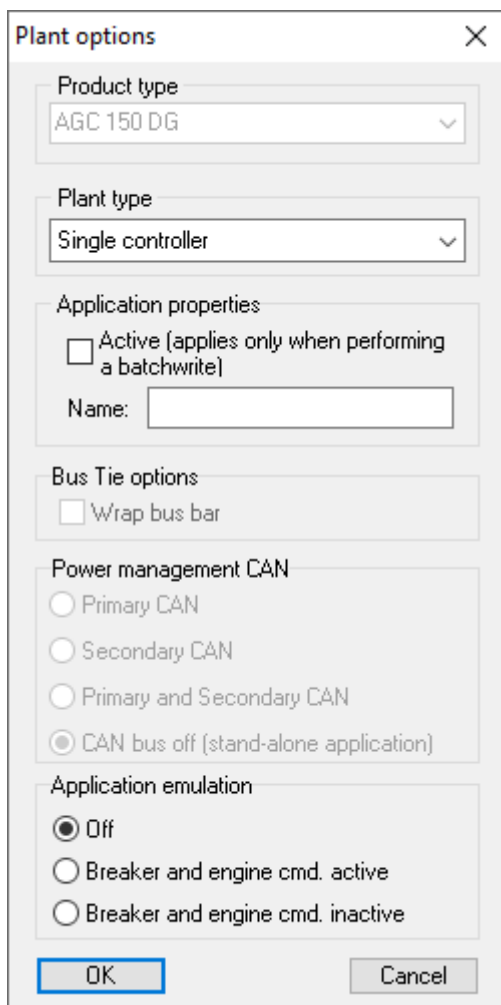 Plant options
Product type
AGC 150 DG
Plant type
Single controller
Application properties
Active (applies only when performing
a batchwrite)
Name:
Bus Tie options
Wrap bus bar
Power management CAN
Primary CAN
Secondary CAN
Primary and Secondary CAN
CAN bus off (stand-alone application)
Application emulation
Off
Breaker and engine cmd. active
Breaker and engine cmd. inactive
OK Cancel